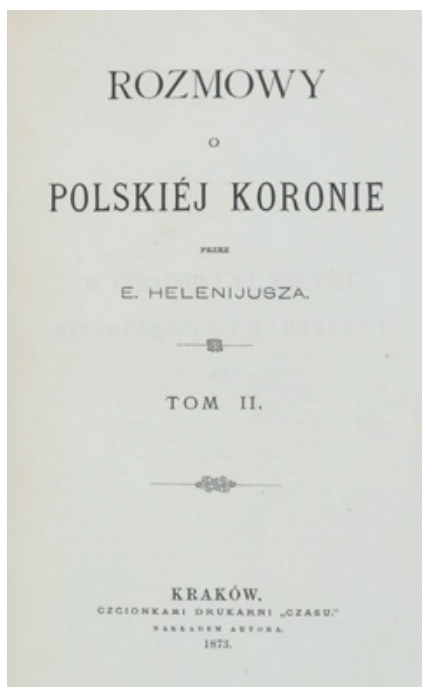 ROZMOWY
O
POLSKIÉJ KORONIE
PRZEZ
E. HELENIJUSZA.
TOM II.
KRAKÓW.
CZCIONKAMI DRUKARNI „CZASU.”
NAKŁADEM AUTORA.
1873.